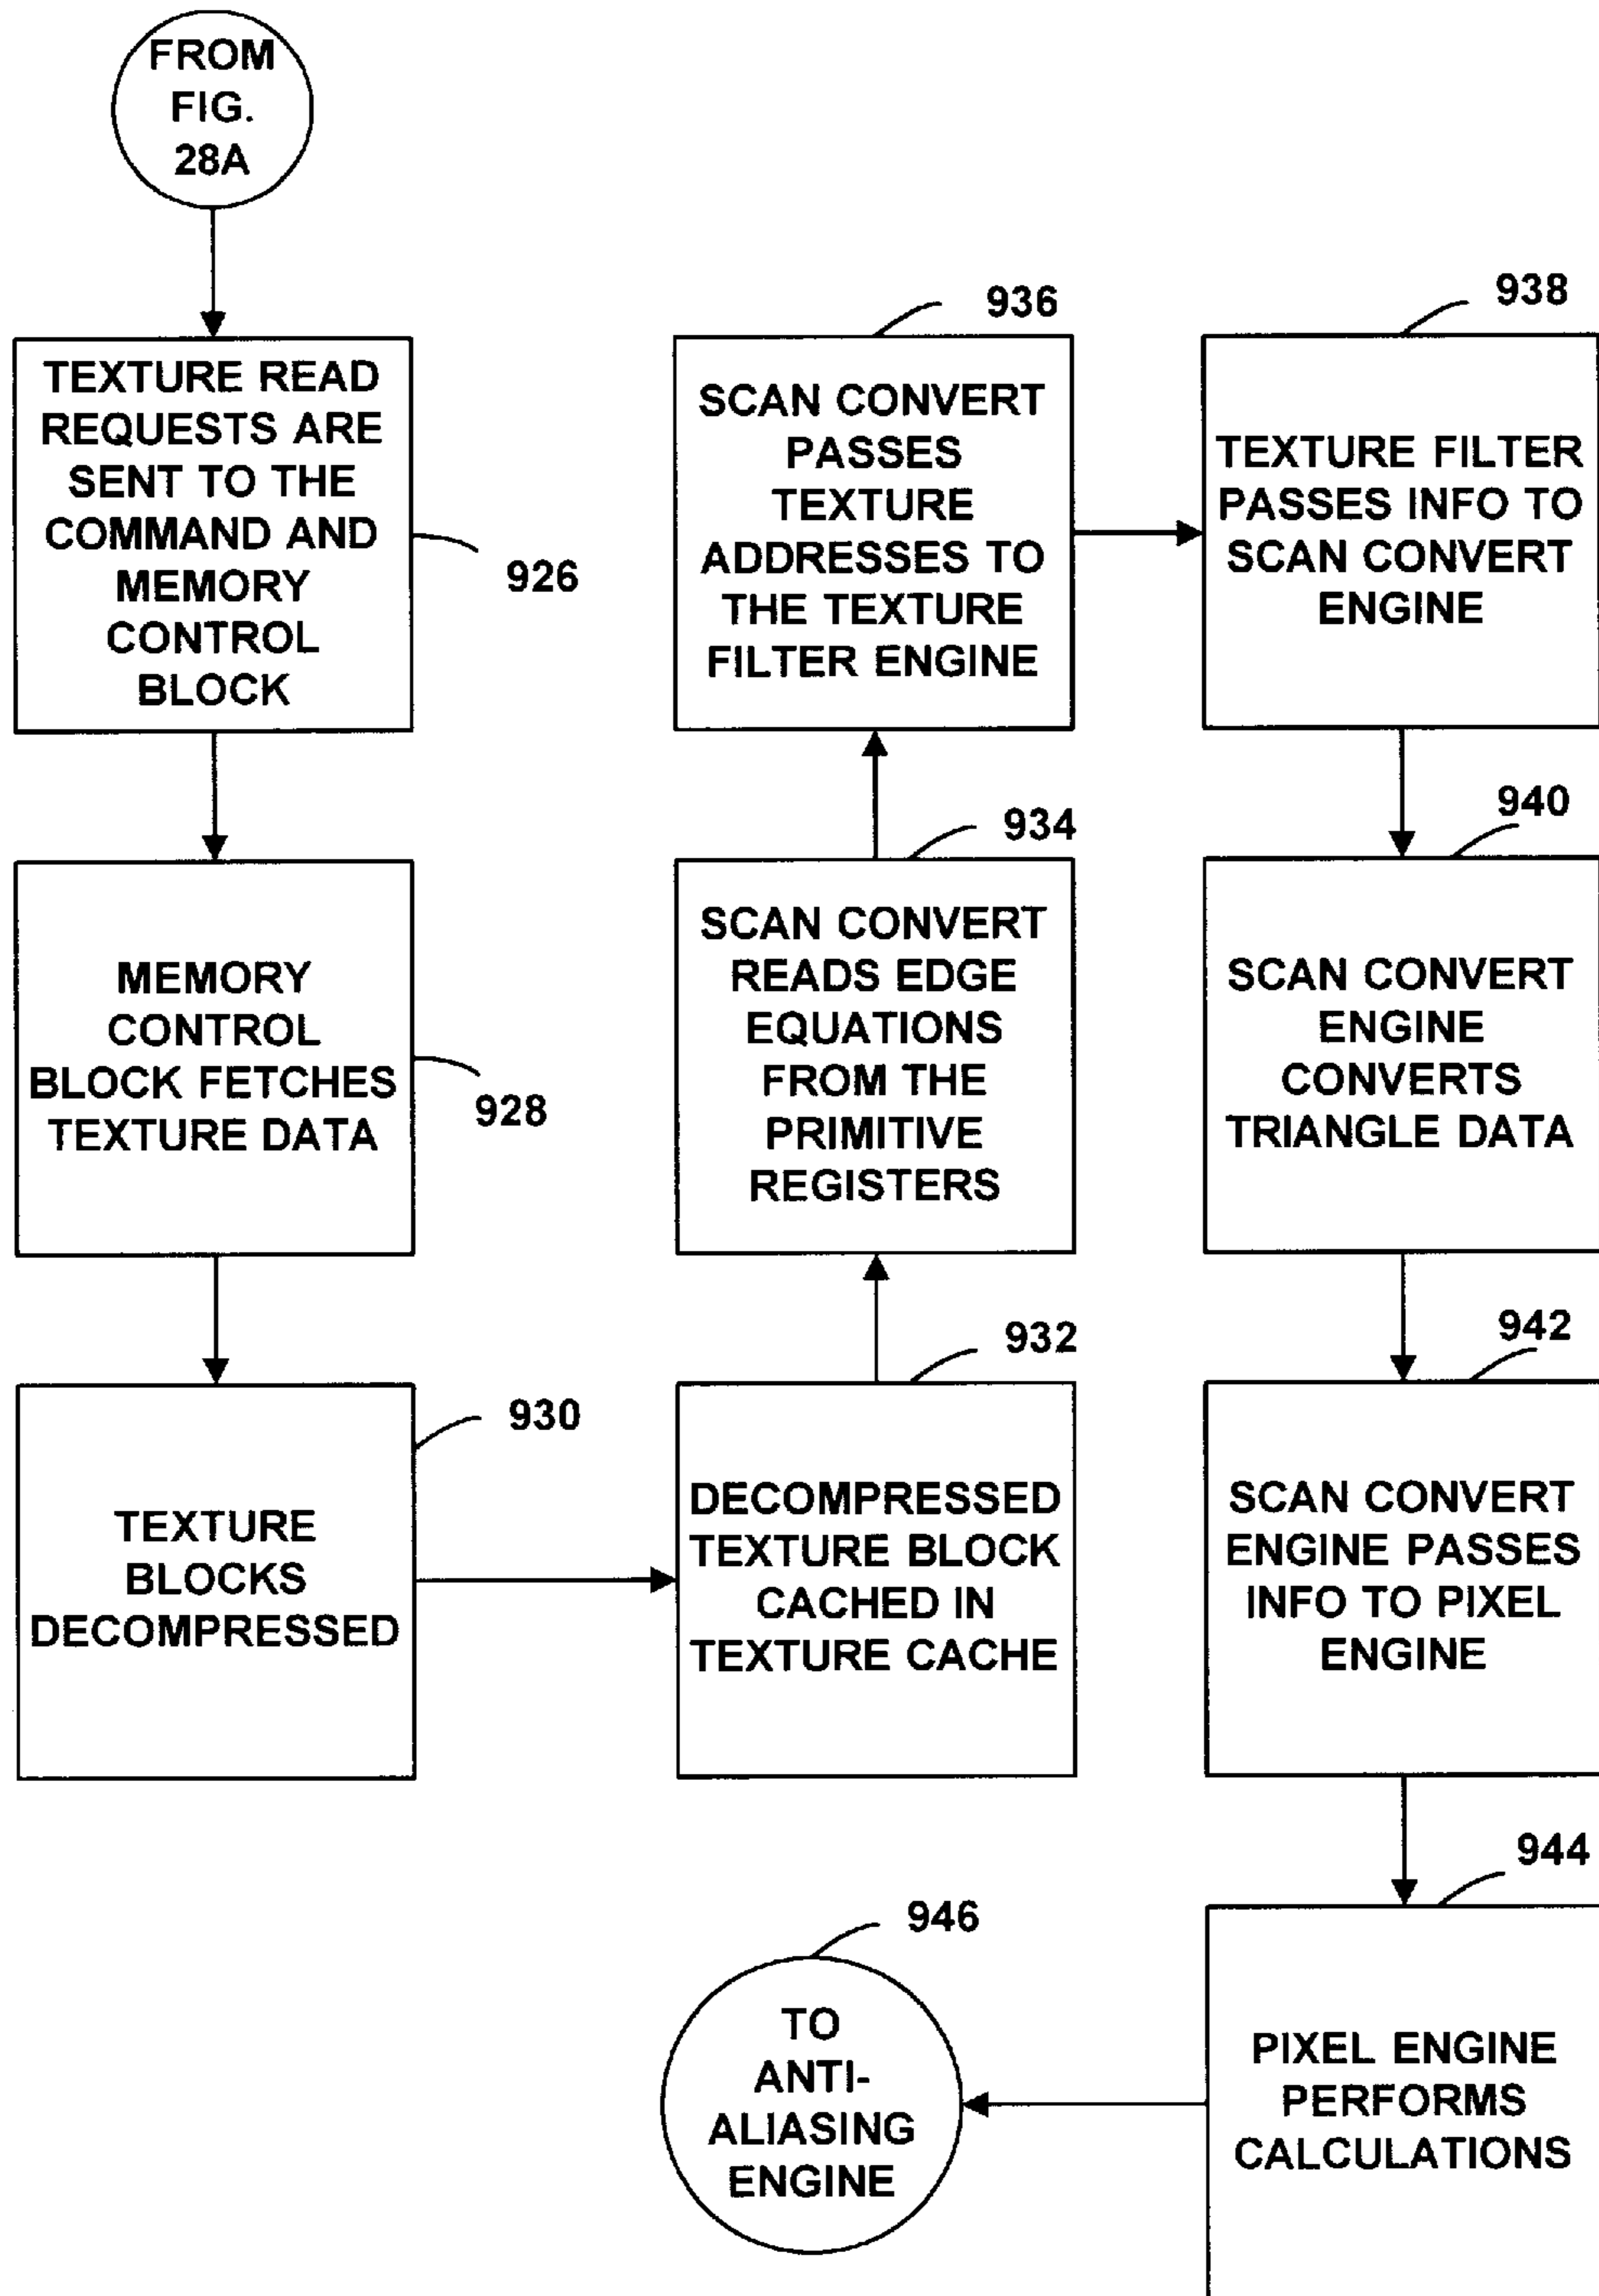 FROM
FIG.
28A
TEXTURE READ
REQUESTS ARE
SENT TO THE
COMMAND AND
MEMORY
CONTROL
BLOCK
926
MEMORY
CONTROL
BLOCK FETCHES
TEXTURE DATA
928
TEXTURE
BLOCKS
DECOMPRESSED
930
DECOMPRESSED
TEXTURE BLOCK
CACHED IN
TEXTURE CACHE
932
SCAN CONVERT
READS EDGE
EQUATIONS
FROM THE
PRIMITIVE
REGISTERS
934
SCAN CONVERT
PASSES
TEXTURE
ADDRESSES TO
THE TEXTURE
FILTER ENGINE
936
TEXTURE FILTER
PASSES INFO TO
SCAN CONVERT
ENGINE
938
SCAN CONVERT
ENGINE
CONVERTS
TRIANGLE DATA
940
SCAN CONVERT
ENGINE PASSES
INFO TO PIXEL
ENGINE
942
PIXEL ENGINE
PERFORMS
CALCULATIONS
944
TO
ANTI-
ALIASING
ENGINE
946